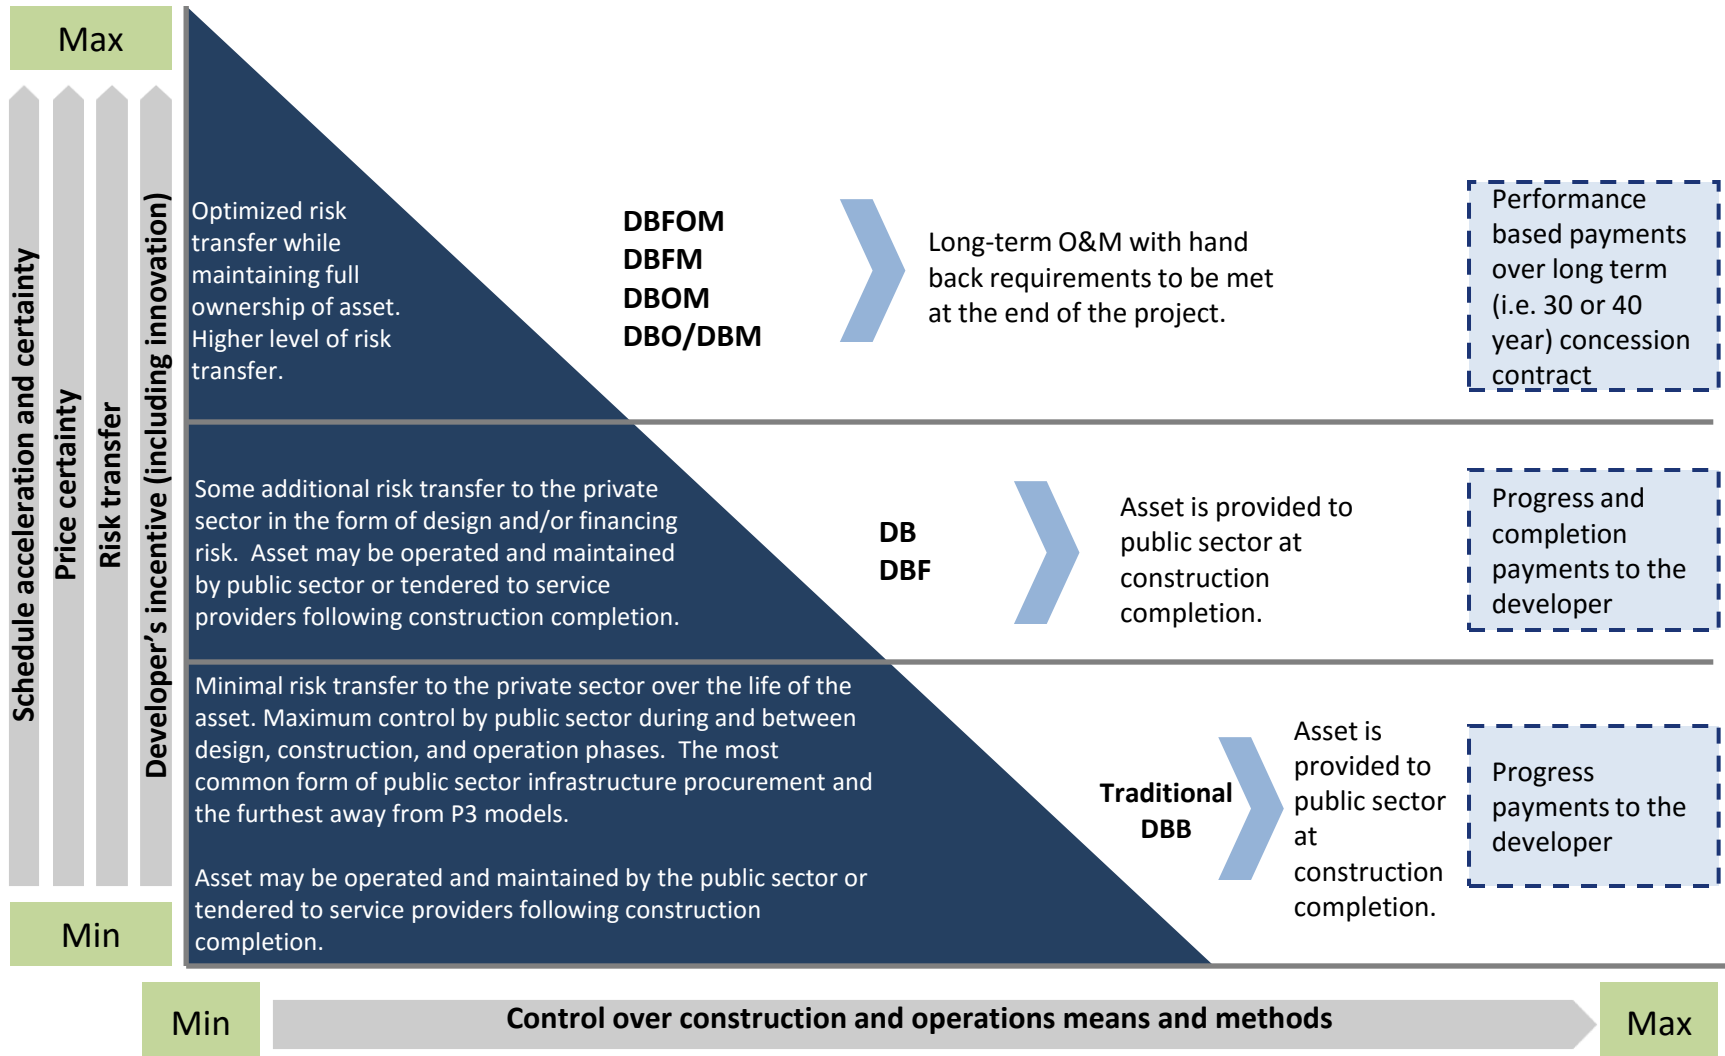 Max
Schedule acceleration and certainty
Price certainty
Risk transfer
Developer's incentive (including innovation)
Min
Optimized risk
transfer while
maintaining full
ownership of asset.
Higher level of risk
transfer.
DBFOM
DBFM
DBOM
DBO/DBM
Long-term O&M with hand
back requirements to be met
at the end of the project.
Performance
based payments
over long term
(i.e. 30 or 40
year) concession
contract
Some additional risk transfer to the private
sector in the form of design and/or financing
risk.  Asset may be operated and maintained
by public sector or tendered to service
providers following construction completion.
DB
DBF
Asset is provided to
public sector at
construction
completion.
Progress and
completion
payments to the
developer
Minimal risk transfer to the private sector over the life of the
asset. Maximum control by public sector during and between
design, construction, and operation phases.  The most
common form of public sector infrastructure procurement and
the furthest away from P3 models.
Asset may be operated and maintained by the public sector or
tendered to service providers following construction
completion.
Traditional
DBB
Asset is
provided to
public sector
at
construction
completion.
Progress
payments to the
developer
Min
Control over construction and operations means and methods
Max